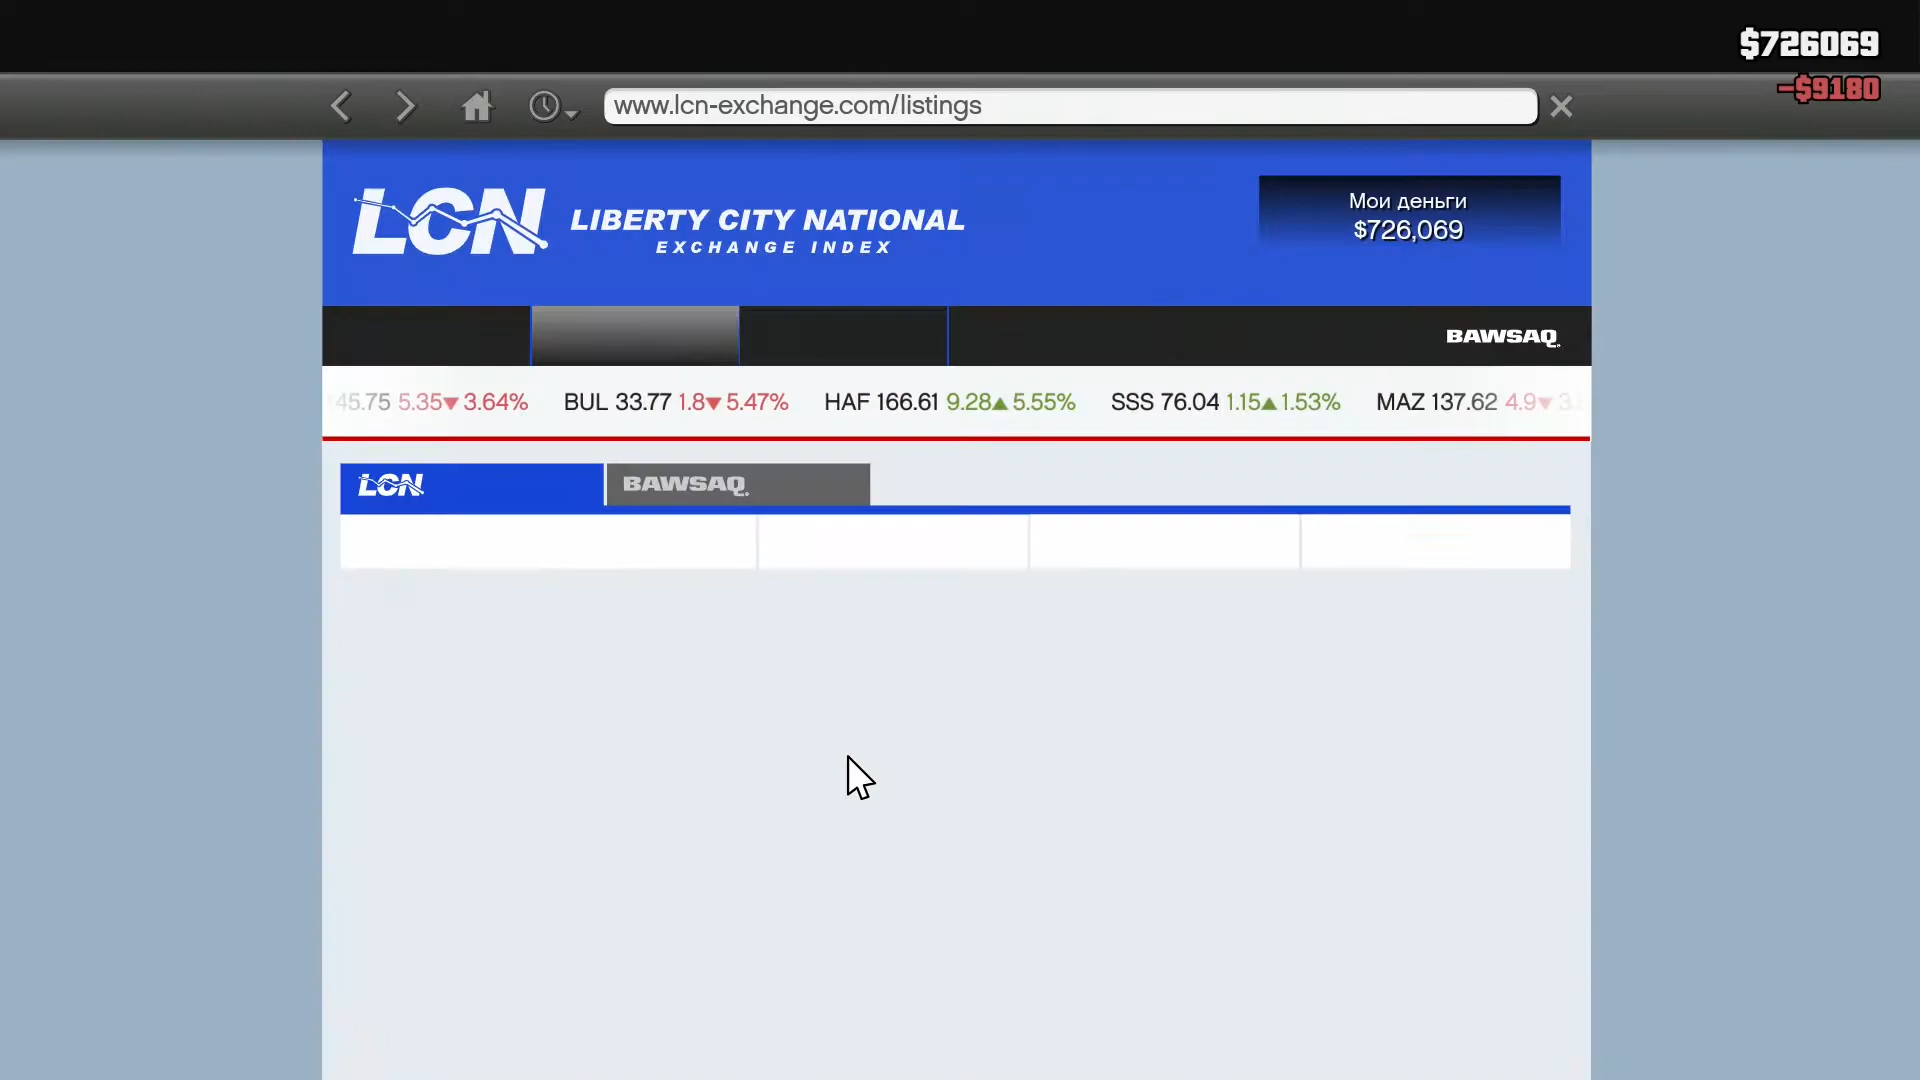 $726069
-$9180
www.lcn-exchange.com/listings
LCN LIBERTY CITY NATIONAL
EXCHANGE INDEX
Мои деньги
$726,069
BAWSAQ
45.75 5.35▼3.64% BUL 33.77 1.8▼5.47% HAF 166.61 9.28▲5.55% SSS 76.04 1.15▲1.53% MAZ 137.62 4.9▼
LCN BAWSAQ